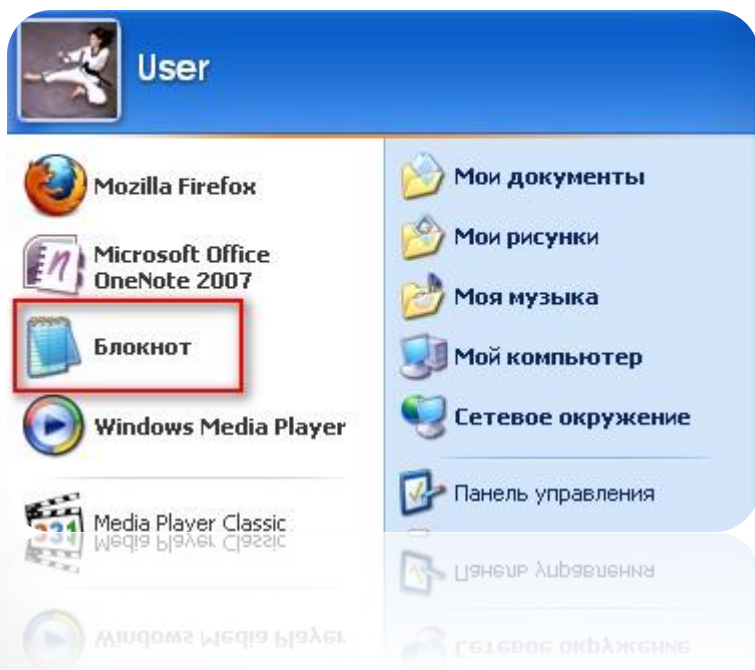 User
Mozilla Firefox
Microsoft Office
OneNote 2007
Блокнот
Windows Media Player
Media Player Classic
Мои документы
Мои рисунки
Моя музыка
Мой компьютер
Сетевое окружение
Панель управления